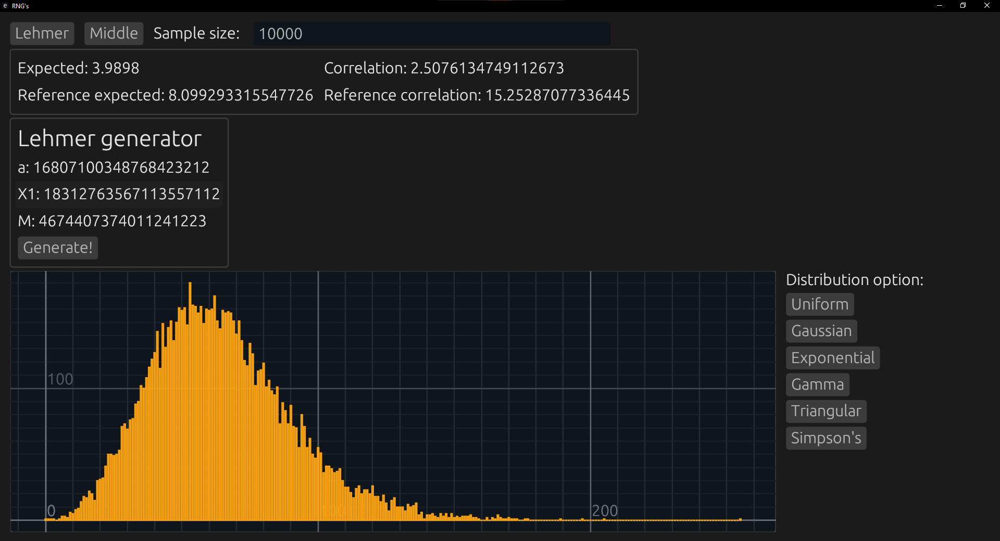 e RNG's
Lehmer Middle Sample size: 10000
Expected: 3.9898 Correlation: 2.5076134749112673
Reference expected: 8.099293315547726 Reference correlation: 15.25287077336445
Lehmer generator
a: 16807100348768423212
X1: 18312763567113557112
M: 4674407374011241223
Generate!
Distribution option:
Uniform
Gaussian
Exponential
Gamma
Triangular
Simpson's
100
0 100 200